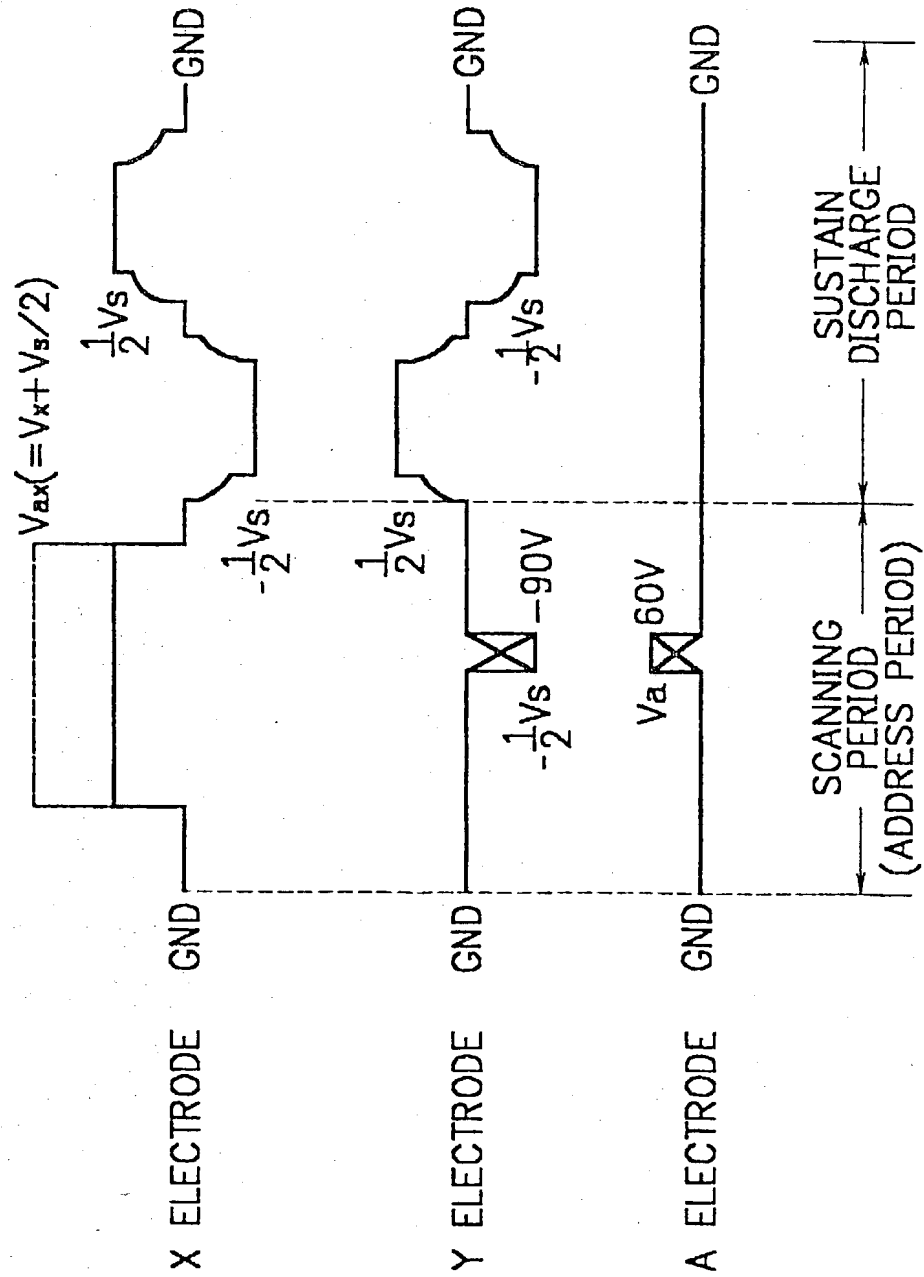 Vax(=Vx+Vs/2)
X ELECTRODE
GND
-1/2Vs
1/2Vs
GND
Y ELECTRODE
GND
-1/2Vs
-90V
1/2Vs
-1/2Vs
GND
A ELECTRODE
GND
Va
60V
GND
SCANNING
PERIOD
(ADDRESS PERIOD)
SUSTAIN
DISCHARGE
PERIOD